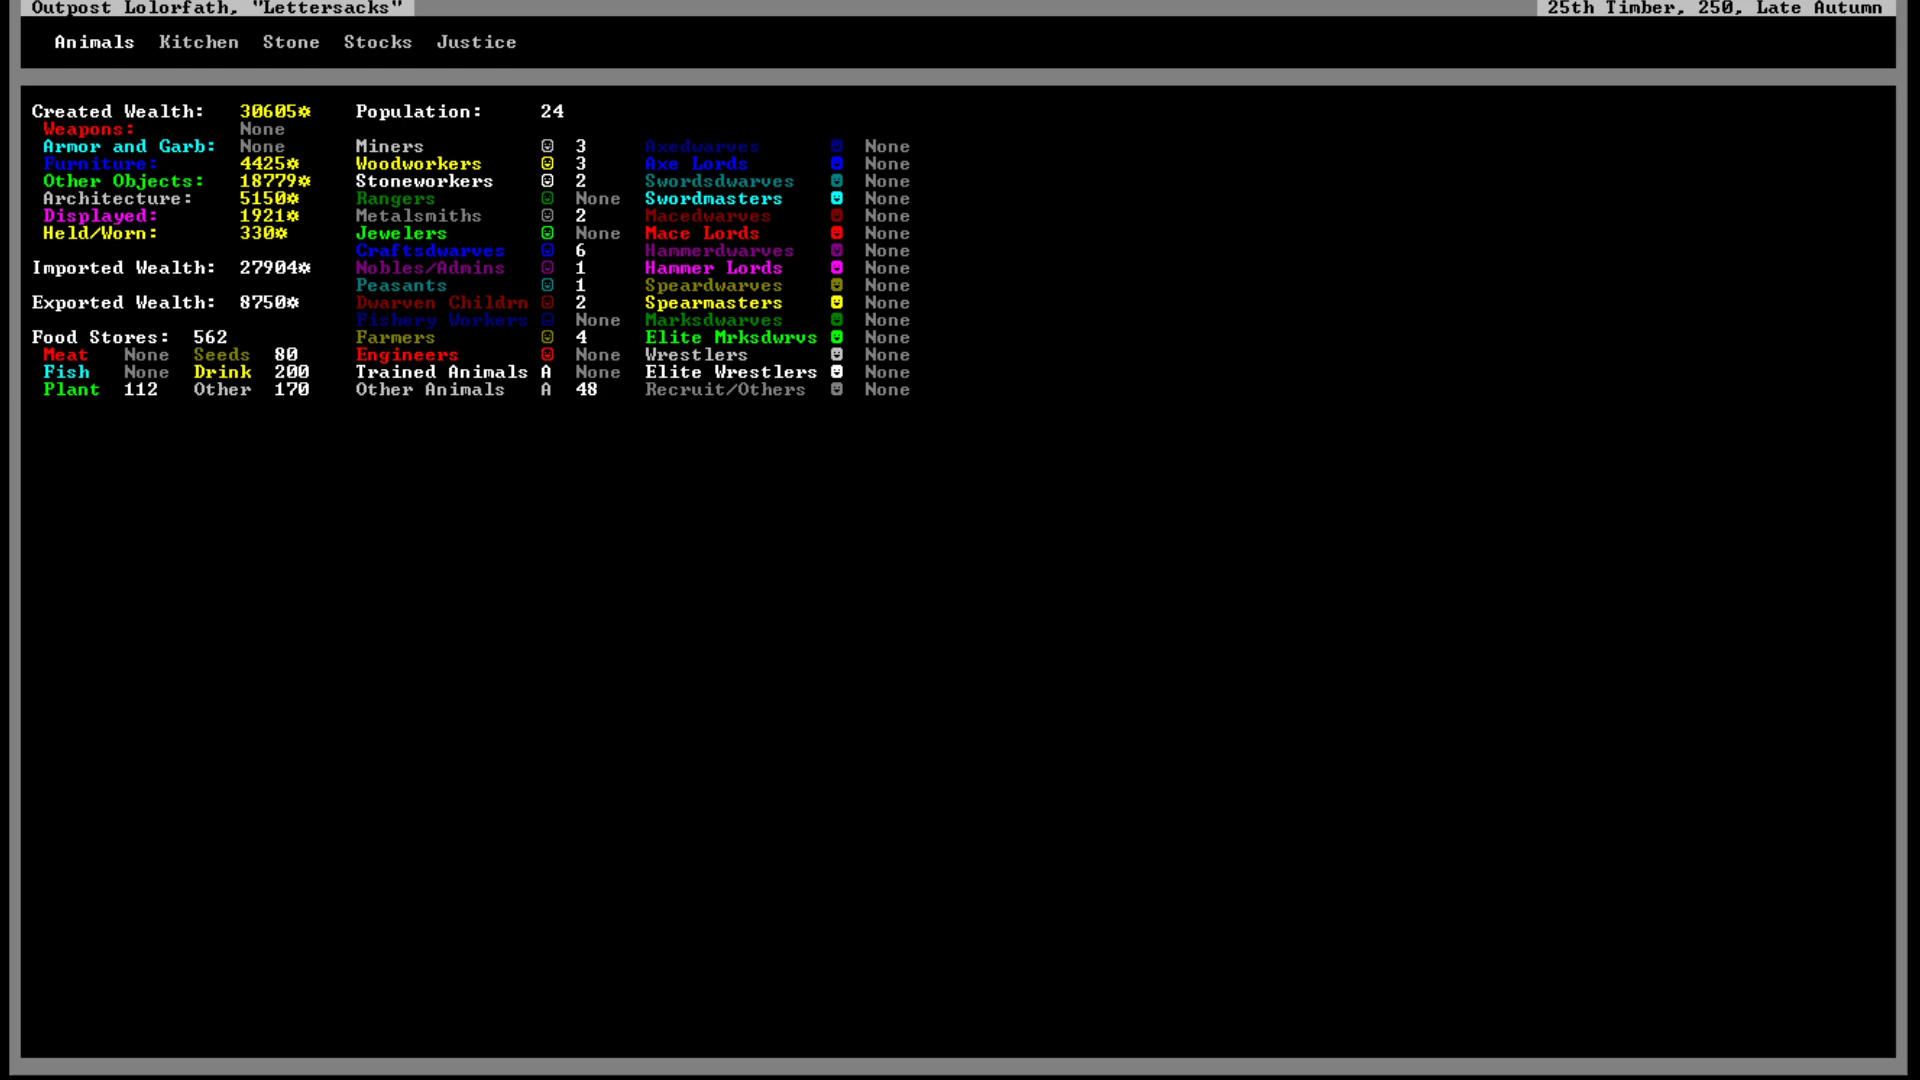 Outpost Lolorfath, "Lettersacks" 25th Timber, 250, Late Autumn
Animals Kitchen Stone Stocks Justice
Created Wealth: 30605☼ Population: 24
Weapons: None
Armor and Garb: None Miners ☺ 3 Axedwarves ☻ None
Furniture: 4425☼ Woodworkers ☺ 3 Axe Lords ☻ None
Other Objects: 18779☼ Stoneworkers ☺ 2 Swordsdwarves ☻ None
Architecture: 5150☼ Rangers ☺ None Swordmasters ☻ None
Displayed: 1921☼ Metalsmiths ☺ 2 Macedwarves ☻ None
Held/Worn: 330☼ Jewelers ☺ None Mace Lords ☻ None
Craftsdwarves ☺ 6 Hammerdwarves ☻ None
Imported Wealth: 27904☼ Nobles/Admins ☺ 1 Hammer Lords ☻ None
Peasants ☺ 1 Speardwarves ☻ None
Exported Wealth: 8750☼ Dwarven Childrn ☺ 2 Spearmasters ☻ None
Fishery Workers ☺ None Marksdwarves ☻ None
Food Stores: 562 Farmers ☺ 4 Elite Mrksdwrvs ☻ None
Meat None Seeds 80 Engineers ☺ None Wrestlers ☻ None
Fish None Drink 200 Trained Animals A None Elite Wrestlers ☻ None
Plant 112 Other 170 Other Animals A 48 Recruit/Others ☻ None